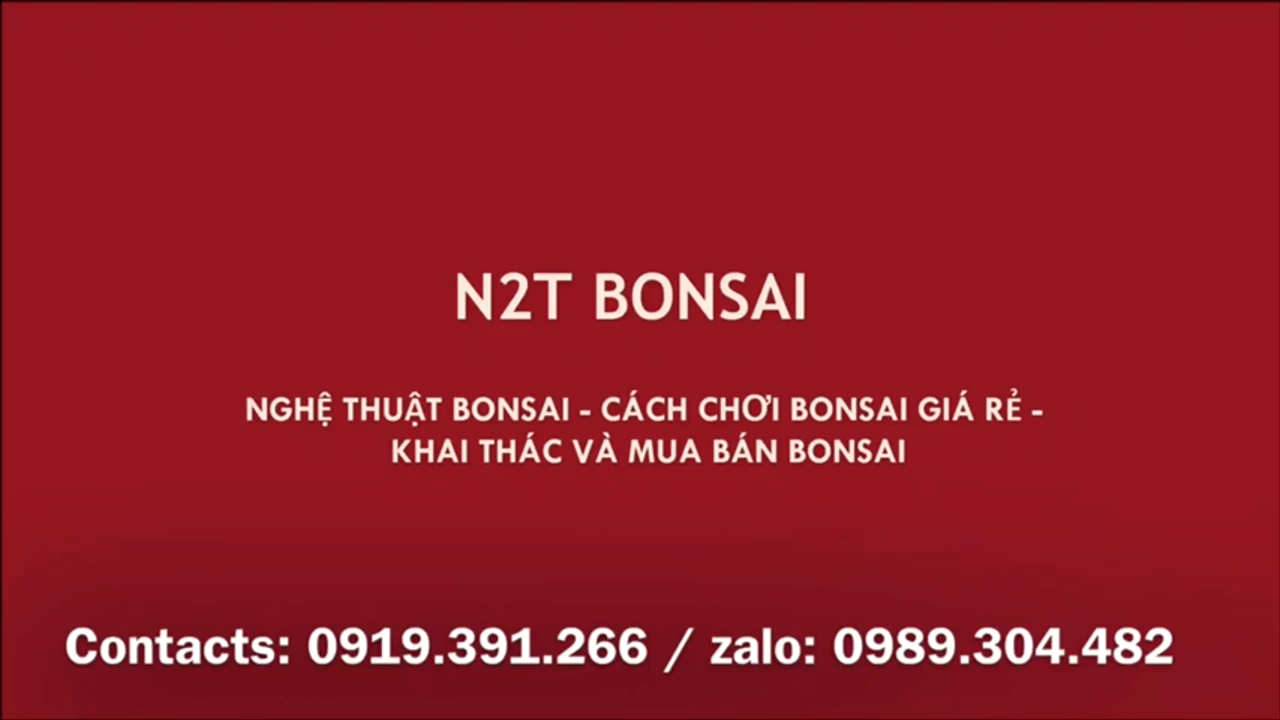 N2T BONSAI
NGHỆ THUẬT BONSAI - CÁCH CHƠI BONSAI GIÁ RẺ -
KHAI THÁC VÀ MUA BÁN BONSAI
Contacts: 0919.391.266 / zalo: 0989.304.482